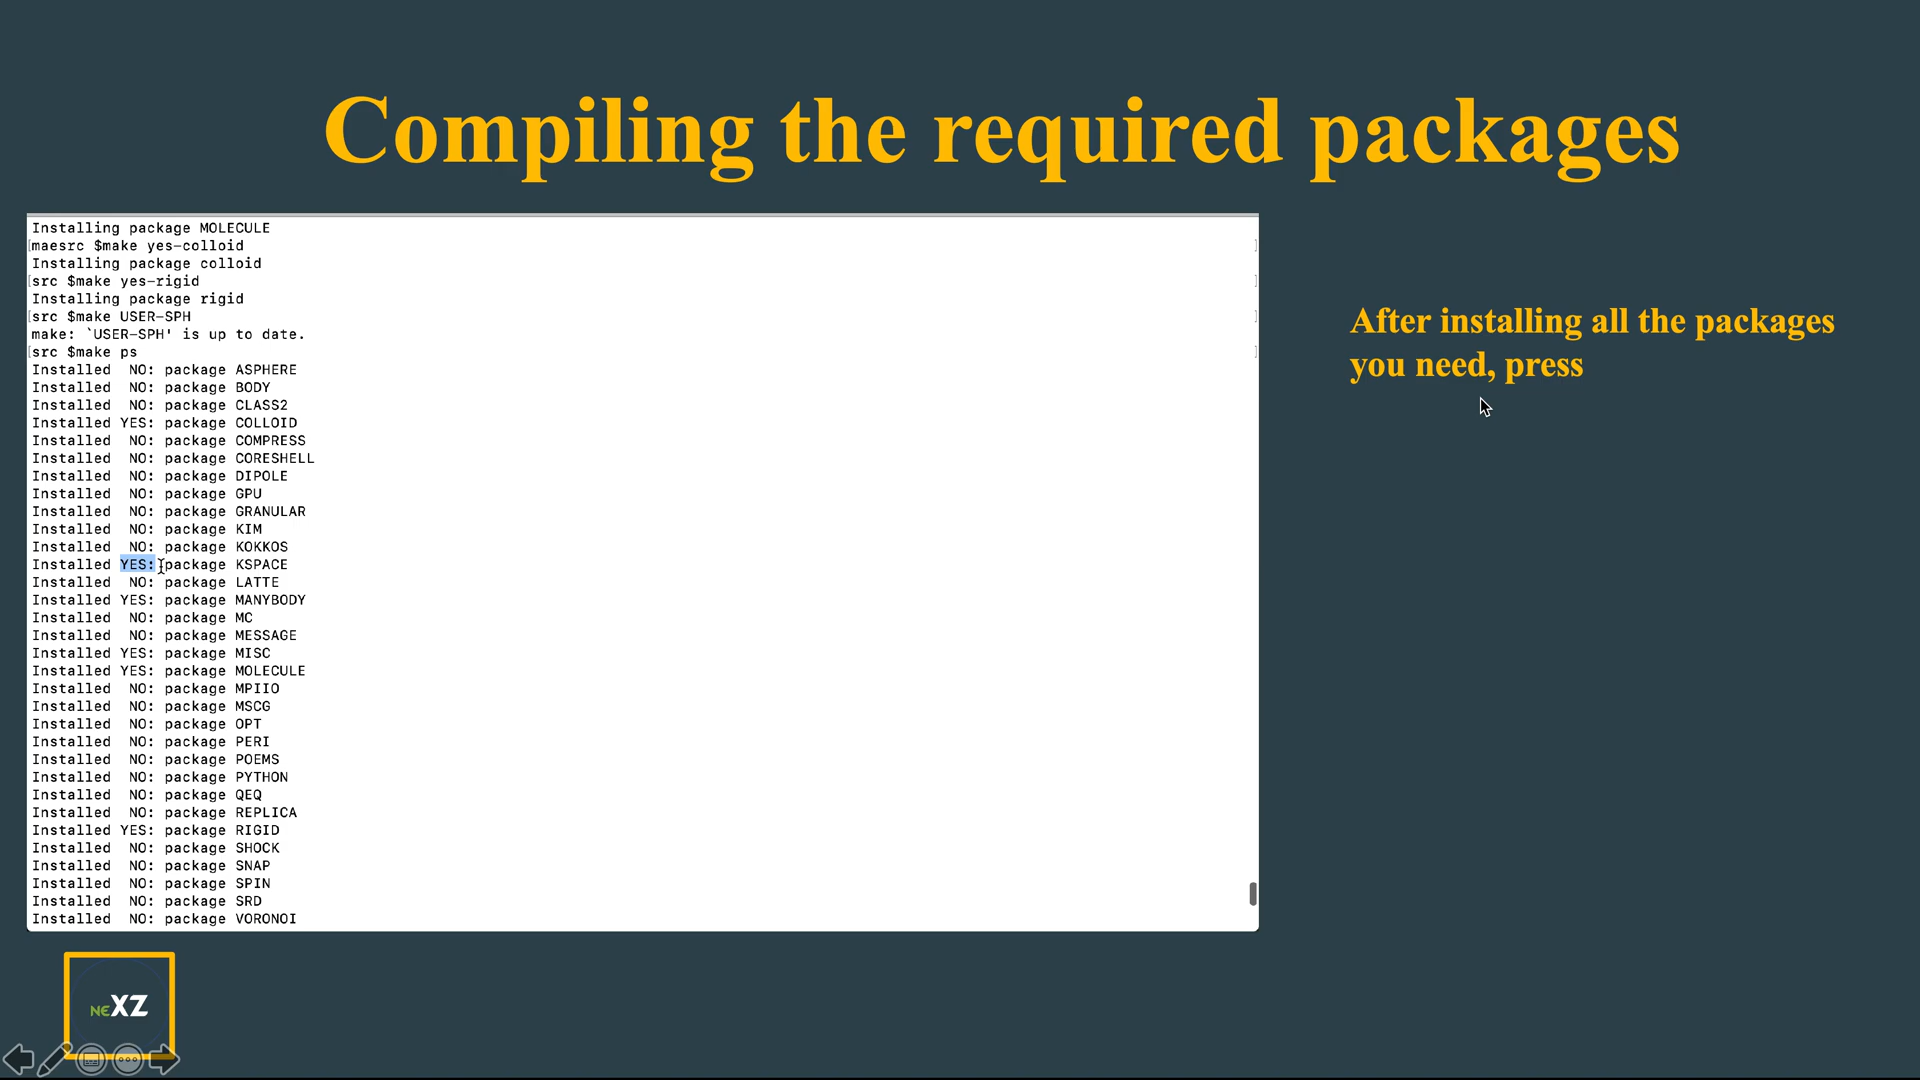 Compiling the required packages
Installing package MOLECULE
[maesrc $make yes-colloid ]
Installing package colloid
[src $make yes-rigid ]
Installing package rigid
[src $make USER-SPH ]
make: `USER-SPH' is up to date.
[src $make ps ]
Installed  NO: package ASPHERE
Installed  NO: package BODY
Installed  NO: package CLASS2
Installed YES: package COLLOID
Installed  NO: package COMPRESS
Installed  NO: package CORESHELL
Installed  NO: package DIPOLE
Installed  NO: package GPU
Installed  NO: package GRANULAR
Installed  NO: package KIM
Installed  NO: package KOKKOS
Installed YES: package KSPACE
Installed  NO: package LATTE
Installed YES: package MANYBODY
Installed  NO: package MC
Installed  NO: package MESSAGE
Installed YES: package MISC
Installed YES: package MOLECULE
Installed  NO: package MPIIO
Installed  NO: package MSCG
Installed  NO: package OPT
Installed  NO: package PERI
Installed  NO: package POEMS
Installed  NO: package PYTHON
Installed  NO: package QEQ
Installed  NO: package REPLICA
Installed YES: package RIGID
Installed  NO: package SHOCK
Installed  NO: package SNAP
Installed  NO: package SPIN
Installed  NO: package SRD
Installed  NO: package VORONOI
After installing all the packages
you need, press
NEXZ